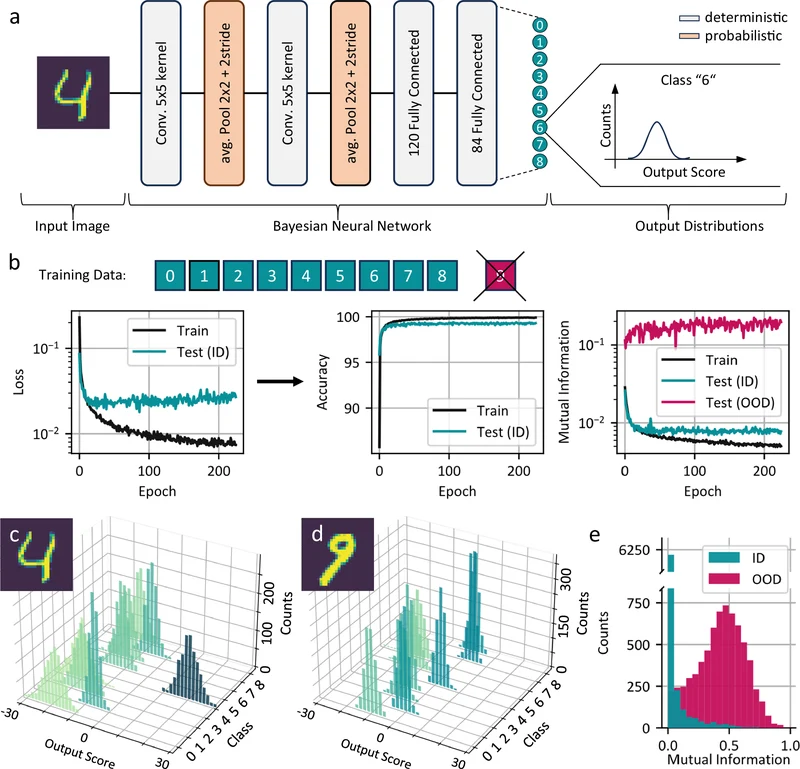 a
deterministic
probabilistic
Conv. 5x5 kernel
avg. Pool 2x2 + 2stride
Conv. 5x5 kernel
avg. Pool 2x2 + 2stride
120 Fully Connected
84 Fully Connected
0
1
2
3
4
5
6
7
8
Class “6“
Counts
Output Score
Input Image
Bayesian Neural Network
Output Distributions
b
Training Data:
0 1 2 3 4 5 6 7 8 9
Loss
10⁻¹
10⁻²
Train
Test (ID)
0 100 200
Epoch
Accuracy
100
95
90
Train
Test (ID)
0 100 200
Epoch
Mutual Information
10⁻¹
10⁻²
Train
Test (ID)
Test (OOD)
0 100 200
Epoch
c
-30 0 30
Output Score
0 1 2 3 4 5 6 7 8
Class
0 100 200
Counts
d
-30 0 30
Output Score
0 1 2 3 4 5 6 7 8
Class
0 150 300
Counts
e
6250
750
500
250
0
Counts
ID
OOD
0.0 0.5 1.0
Mutual Information